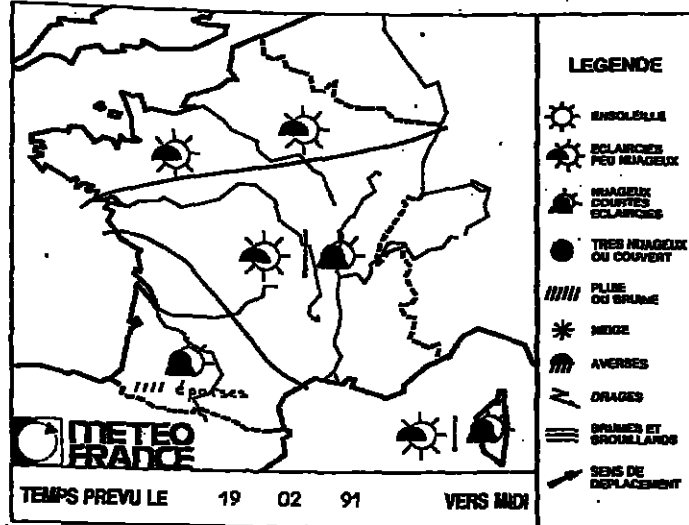 LEGENDE
ENSOLEILLE
ECLAIRCIES
PEU NUAGEUX
NUAGEUX
COURTES
ECLAIRCIES
TRES NUAGEUX
OU COUVERT
PLUIE
OU BRUINE
NEIGE
AVERSES
ORAGES
BRUMES ET
BROUILLARDS
SENS DE
DEPLACEMENT
éparses
METEO
FRANCE
TEMPS PREVU LE 19 02 91 VERS MIDI